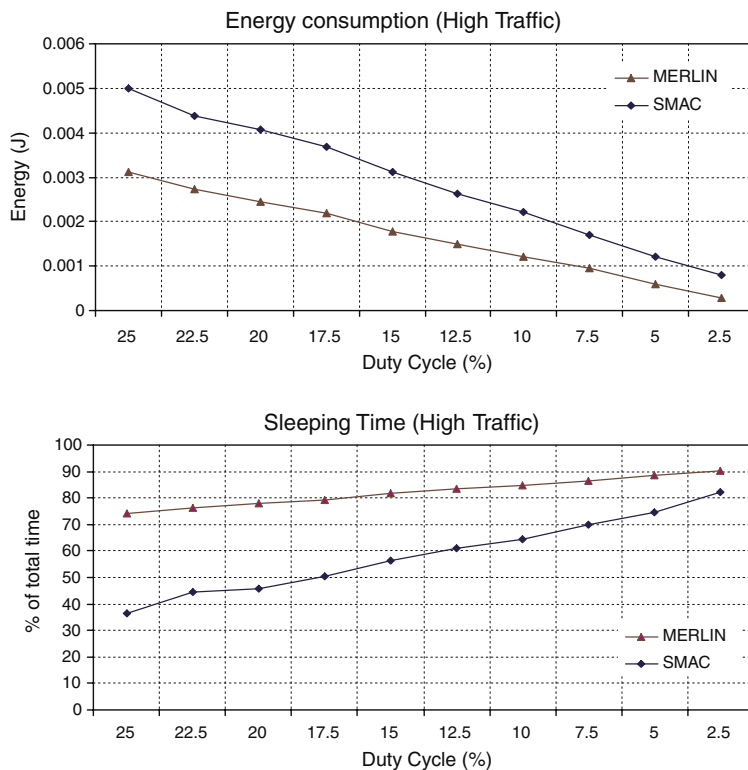 Energy consumption (High Traffic)
0.006
0.005
0.004
0.003
0.002
0.001
0
Energy (J)
MERLIN
SMAC
25 22.5 20 17.5 15 12.5 10 7.5 5 2.5
Duty Cycle (%)
Sleeping Time (High Traffic)
100
90
80
70
60
50
40
30
20
10
0
% of total time
MERLIN
SMAC
25 22.5 20 17.5 15 12.5 10 7.5 5 2.5
Duty Cycle (%)